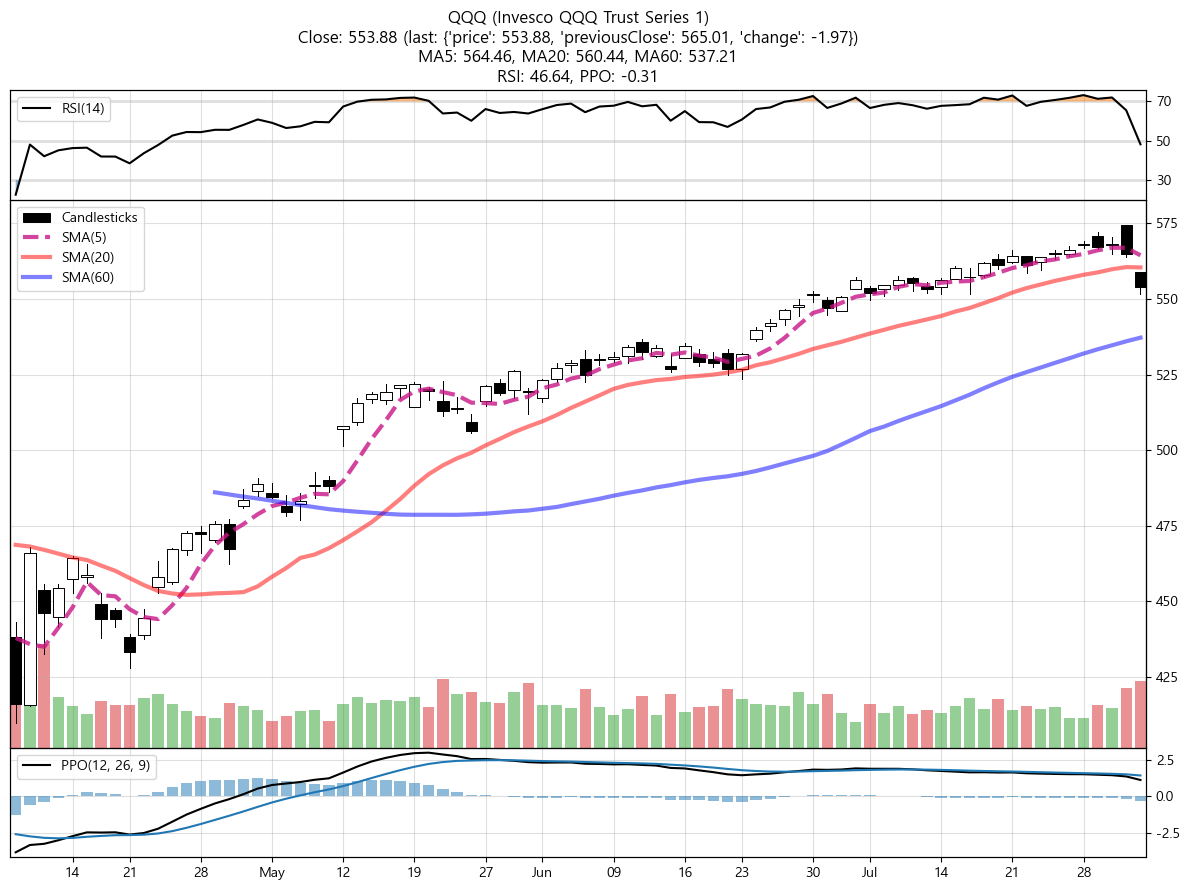 QQQ (Invesco QQQ Trust Series 1)
Close: 553.88 (last: {'price': 553.88, 'previousClose': 565.01, 'change': -1.97})
MA5: 564.46, MA20: 560.44, MA60: 537.21
RSI: 46.64, PPO: -0.31
RSI(14)
70
50
30
Candlesticks
SMA(5)
SMA(20)
SMA(60)
575
550
525
500
475
450
425
PPO(12, 26, 9)
2.5
0.0
−2.5
14 21 28 May 12 19 27 Jun 09 16 23 30 Jul 14 21 28